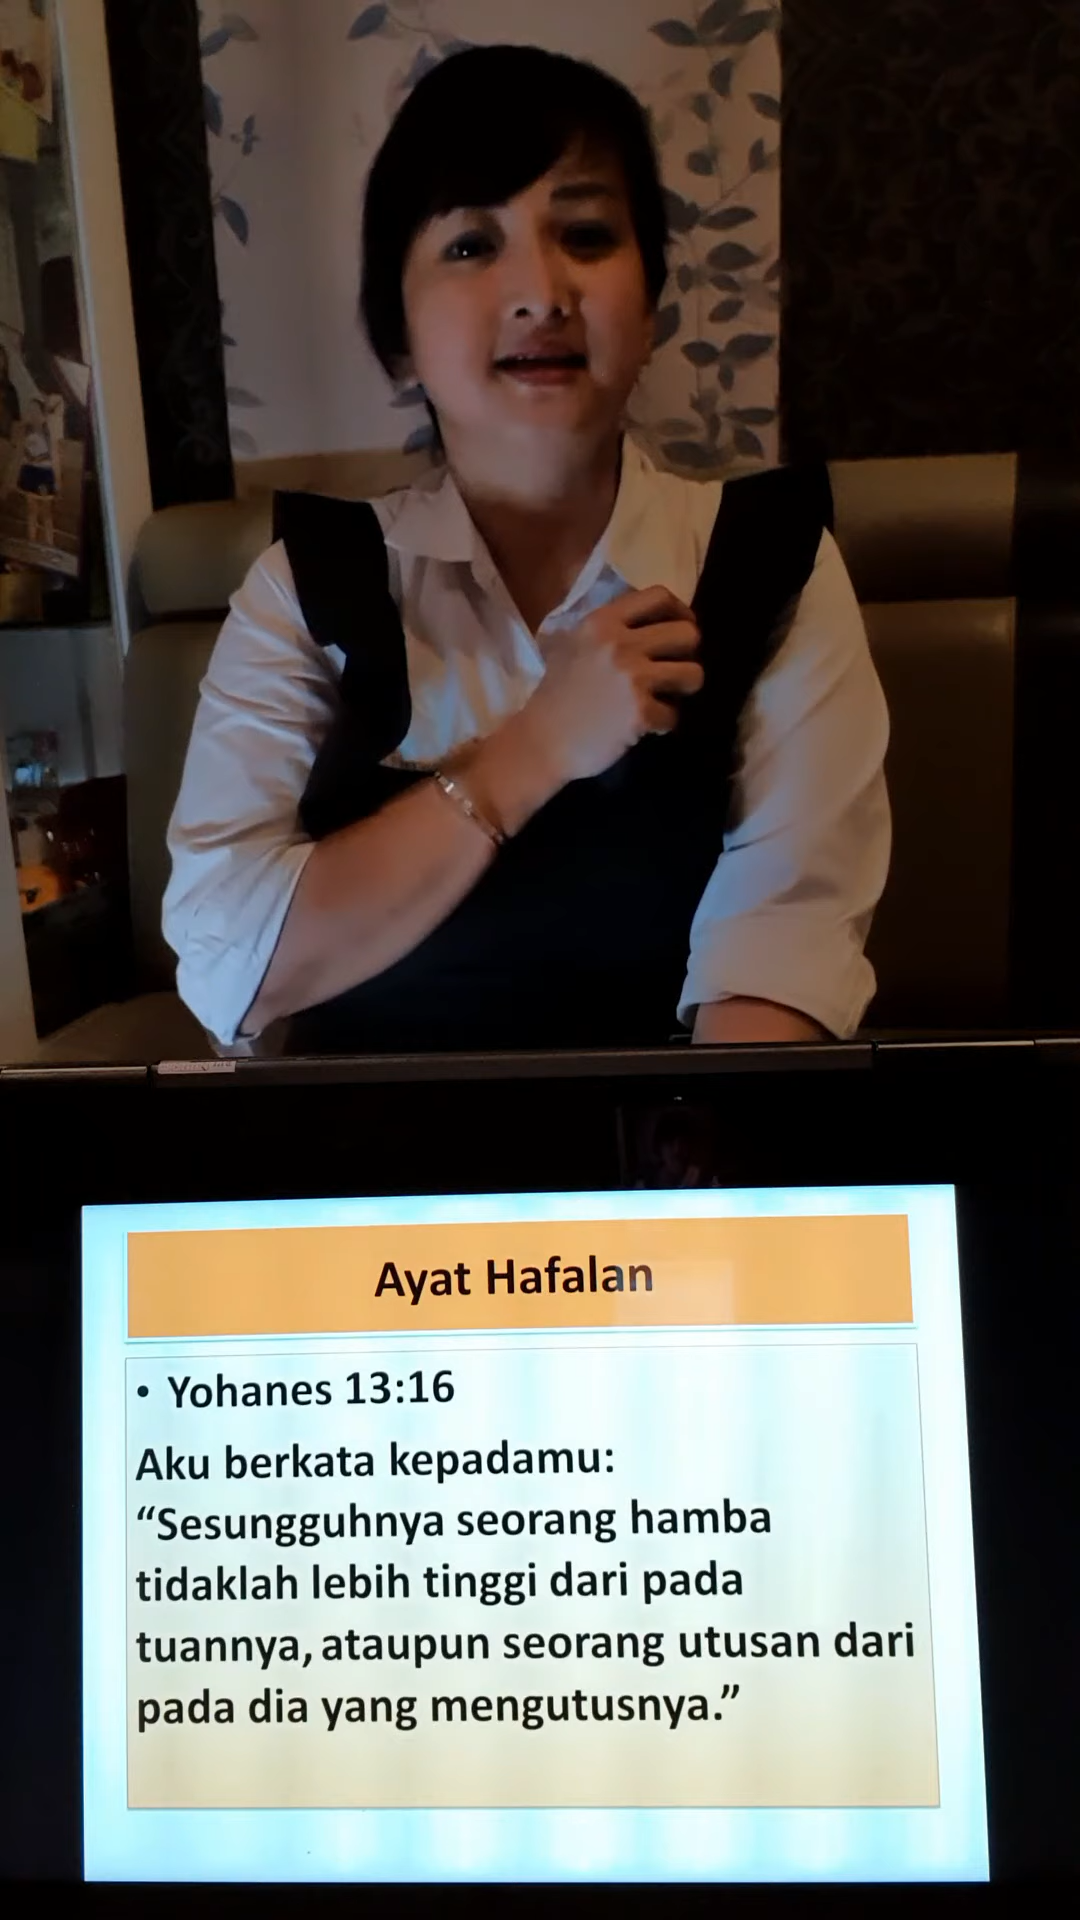 Ayat Hafalan
• Yohanes 13:16
Aku berkata kepadamu:
“Sesungguhnya seorang hamba
tidaklah lebih tinggi dari pada
tuannya, ataupun seorang utusan dari
pada dia yang mengutusnya.”